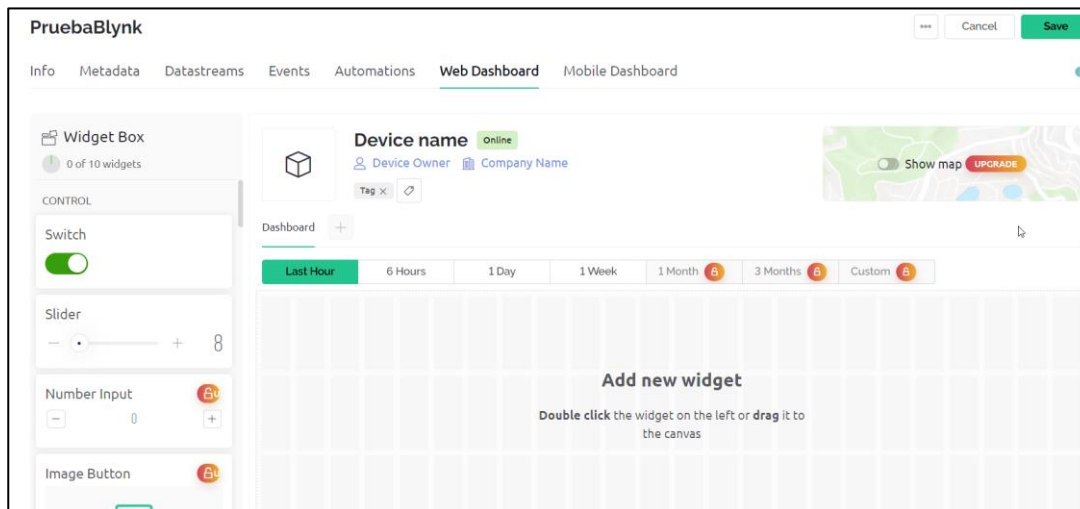 PruebaBlynk
Cancel
Save
Info Metadata Datastreams Events Automations Web Dashboard Mobile Dashboard
Widget Box
0 of 10 widgets
CONTROL
Switch
Slider
8
Number Input
0
Image Button
Device name Online
Device Owner Company Name
Tag ×
Show map UPGRADE
Dashboard +
Last Hour 6 Hours 1 Day 1 Week 1 Month 3 Months Custom
Add new widget
Double click the widget on the left or drag it to
the canvas